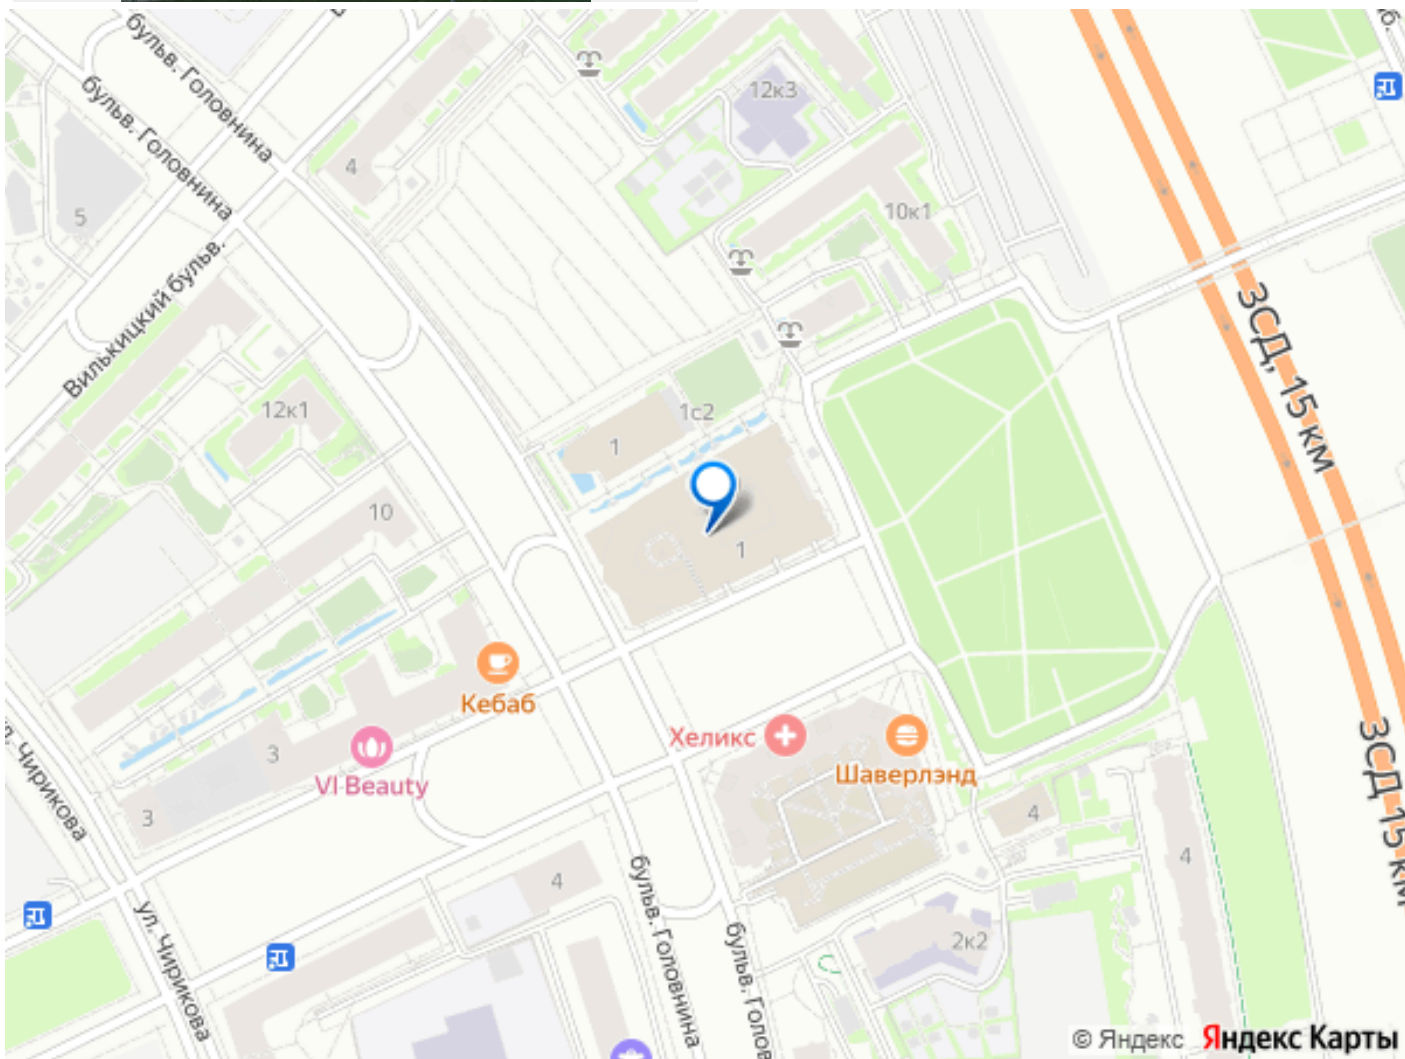 б.
бульв. Головнина
бульв. Головнина
12к3
4
5
10к1
Вилькицкий бульв.
ЗСД, 15 км
12к1
1с2
1
10
1
Кебаб
Хеликс
Шаверлэнд
3
VI Beauty
ЗСД 15 км
Чирикова
3
4
4
4
ул. Чирикова
бульв. Головнина
бульв. Голов
2к2
© Яндекс Яндекс Карты